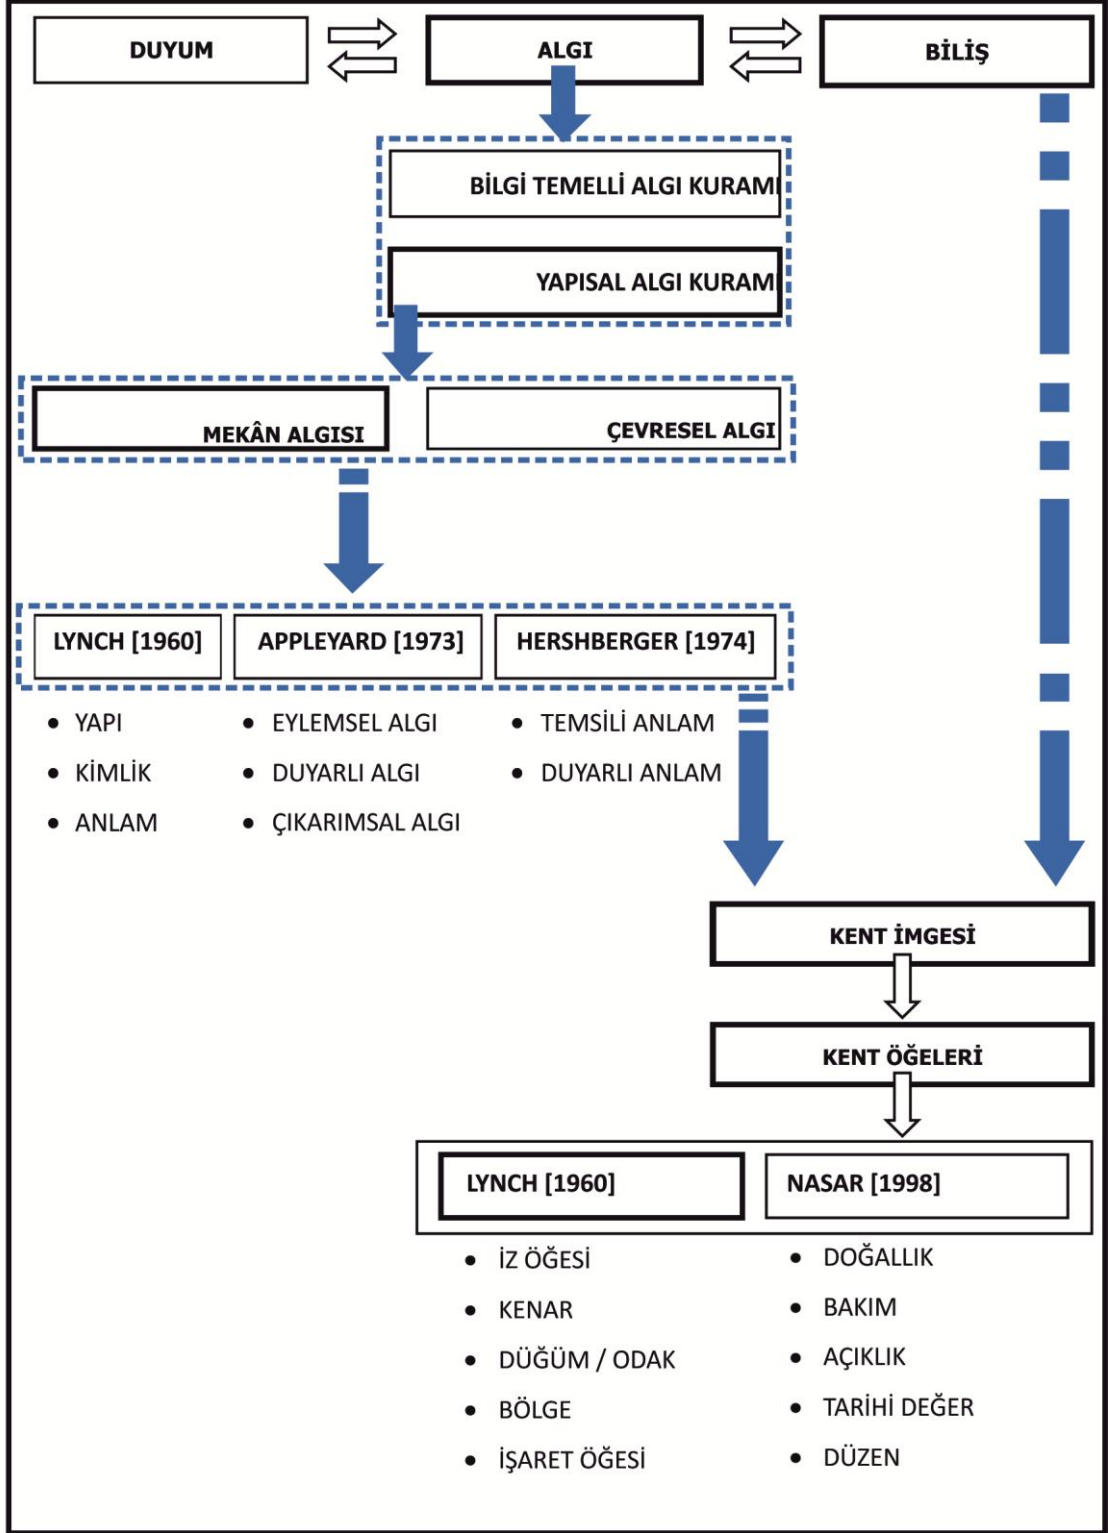 DUYUM
ALGI
BİLİŞ
BİLGİ TEMELLİ ALGI KURAMI
YAPISAL ALGI KURAMI
MEKÂN ALGISI
ÇEVRESEL ALGI
LYNCH [1960]
APPLEYARD [1973]
HERSHBERGER [1974]
• YAPI
• KİMLİK
• ANLAM
• EYLEMSEL ALGI
• DUYARLI ALGI
• ÇIKARIMSAL ALGI
• TEMSİLİ ANLAM
• DUYARLI ANLAM
KENT İMGESİ
KENT ÖĞELERİ
LYNCH [1960]
NASAR [1998]
• İZ ÖĞESİ
• KENAR
• DÜĞÜM / ODAK
• BÖLGE
• İŞARET ÖĞESİ
• DOĞALLIK
• BAKIM
• AÇIKLIK
• TARİHİ DEĞER
• DÜZEN